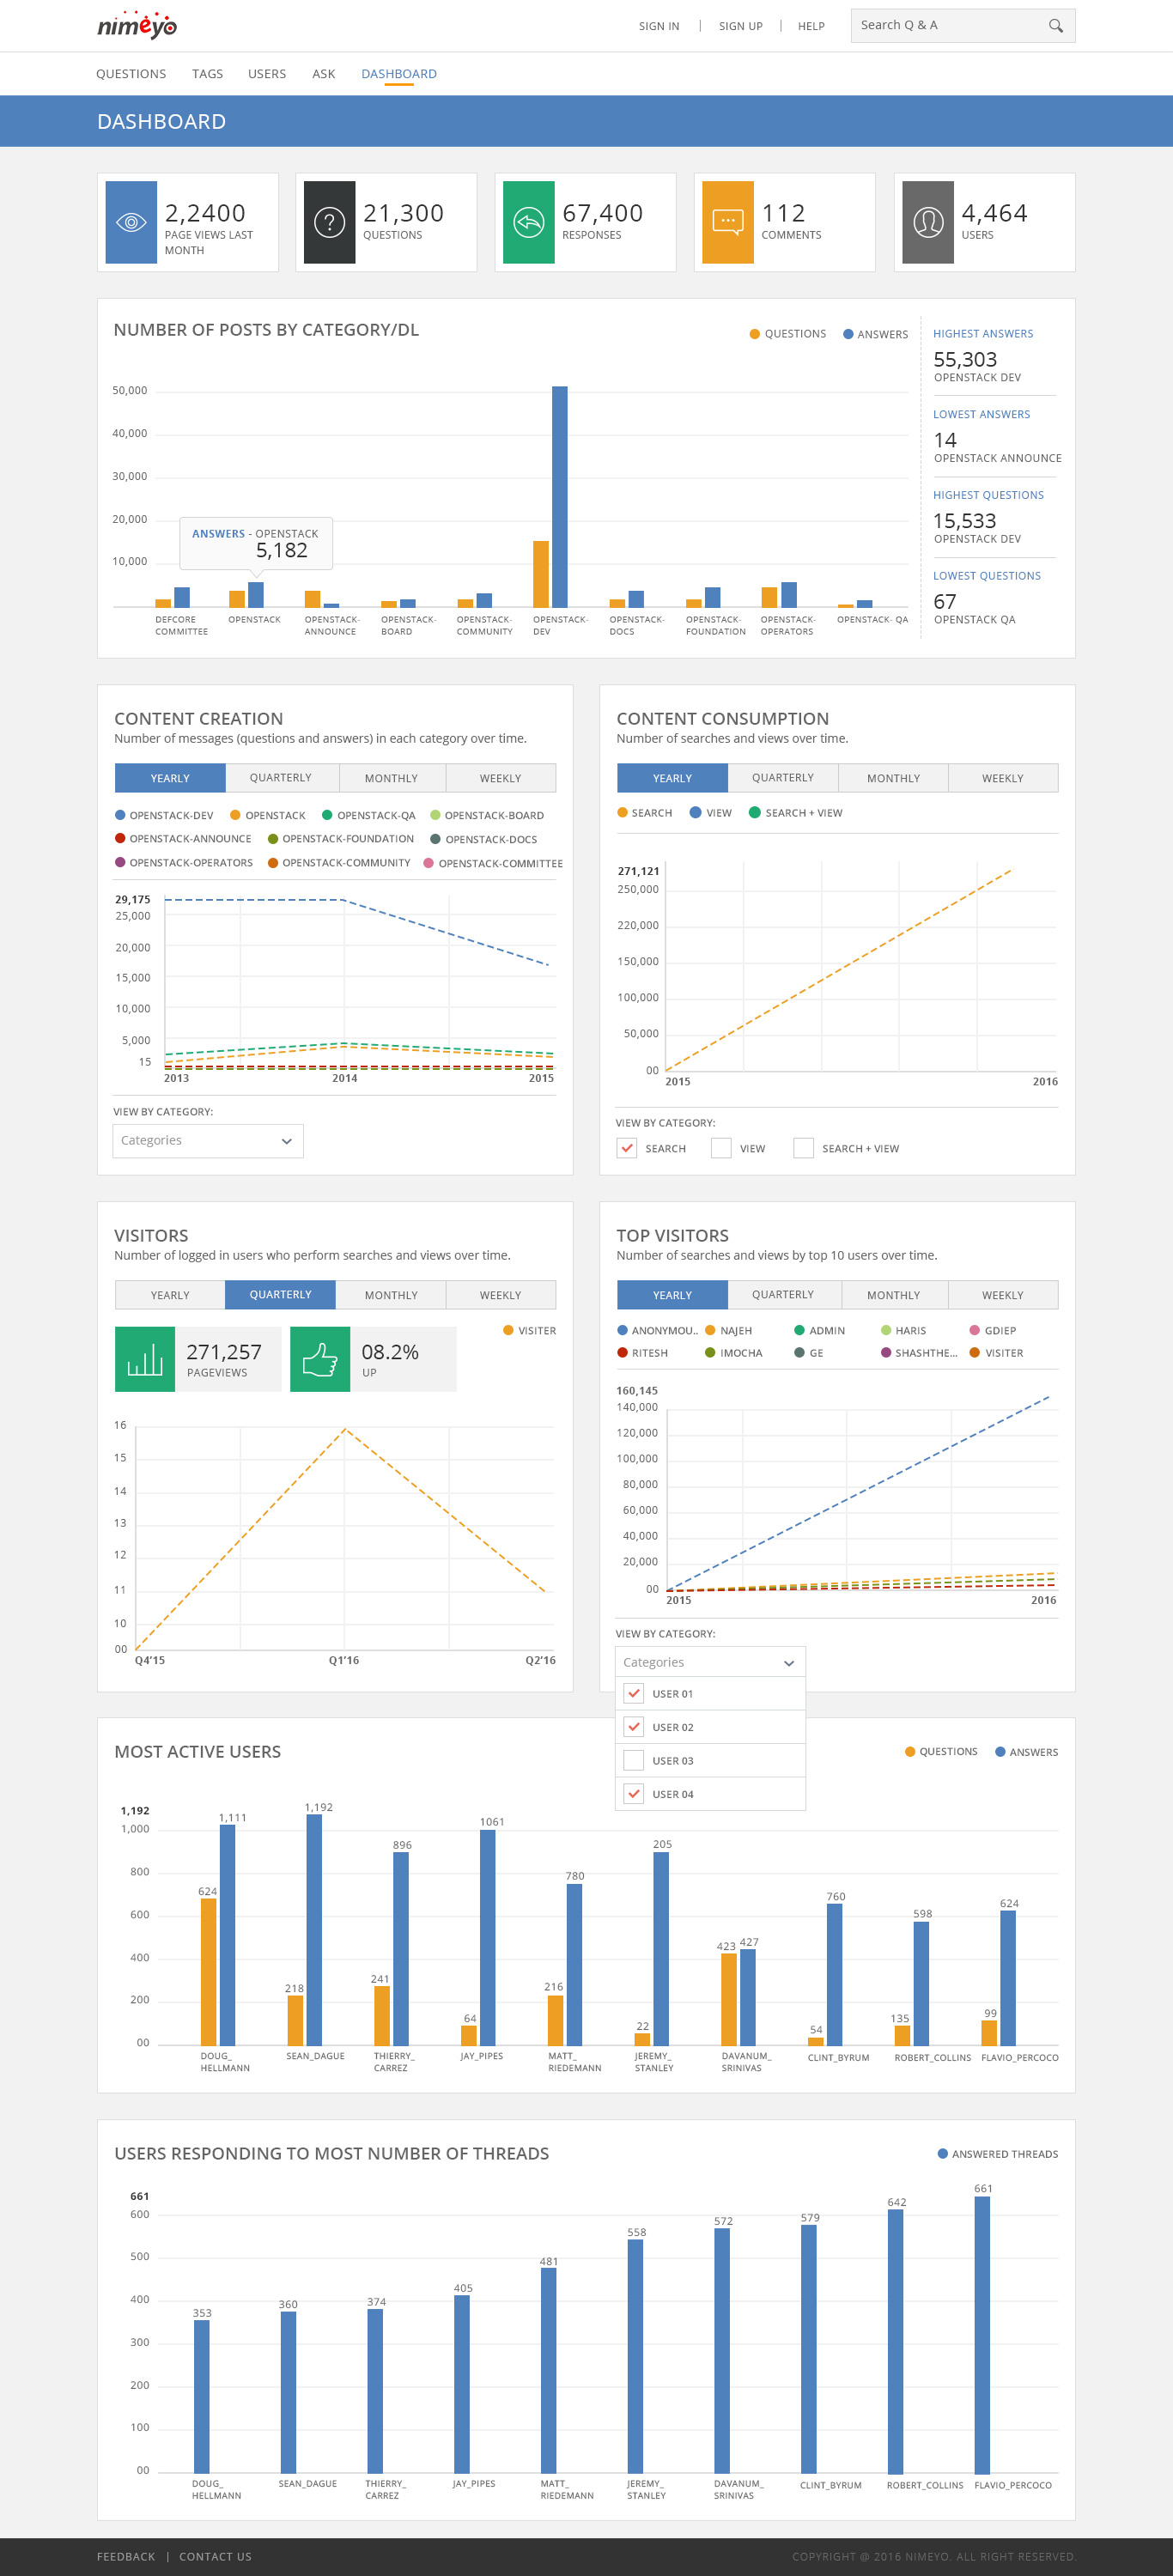 nimeyo
SIGN IN | SIGN UP | HELP
Search Q & A
QUESTIONS TAGS USERS ASK DASHBOARD
DASHBOARD
2,2400
PAGE VIEWS LAST
MONTH
21,300
QUESTIONS
67,400
RESPONSES
112
COMMENTS
4,464
USERS
NUMBER OF POSTS BY CATEGORY/DL
QUESTIONS ANSWERS
50,000
40,000
30,000
20,000
10,000
ANSWERS - OPENSTACK
5,182
DEFCORE
COMMITTEE
OPENSTACK
OPENSTACK-
ANNOUNCE
OPENSTACK-
BOARD
OPENSTACK-
COMMUNITY
OPENSTACK-
DEV
OPENSTACK-
DOCS
OPENSTACK-
FOUNDATION
OPENSTACK-
OPERATORS
OPENSTACK- QA
HIGHEST ANSWERS
55,303
OPENSTACK DEV
LOWEST ANSWERS
14
OPENSTACK ANNOUNCE
HIGHEST QUESTIONS
15,533
OPENSTACK DEV
LOWEST QUESTIONS
67
OPENSTACK QA
CONTENT CREATION
Number of messages (questions and answers) in each category over time.
YEARLY QUARTERLY MONTHLY WEEKLY
OPENSTACK-DEV OPENSTACK OPENSTACK-QA OPENSTACK-BOARD
OPENSTACK-ANNOUNCE OPENSTACK-FOUNDATION OPENSTACK-DOCS
OPENSTACK-OPERATORS OPENSTACK-COMMUNITY OPENSTACK-COMMITTEE
29,175
25,000
20,000
15,000
10,000
5,000
15
2013 2014 2015
VIEW BY CATEGORY:
Categories
CONTENT CONSUMPTION
Number of searches and views over time.
YEARLY QUARTERLY MONTHLY WEEKLY
SEARCH VIEW SEARCH + VIEW
271,121
250,000
220,000
150,000
100,000
50,000
00
2015 2016
VIEW BY CATEGORY:
SEARCH VIEW SEARCH + VIEW
VISITORS
Number of logged in users who perform searches and views over time.
YEARLY QUARTERLY MONTHLY WEEKLY
271,257
PAGEVIEWS
08.2%
UP
VISITER
16
15
14
13
12
11
10
00
Q4'15 Q1'16 Q2'16
TOP VISITORS
Number of searches and views by top 10 users over time.
YEARLY QUARTERLY MONTHLY WEEKLY
ANONYMOU.. NAJEH ADMIN HARIS GDIEP
RITESH IMOCHA GE SHASHTHE... VISITER
160,145
140,000
120,000
100,000
80,000
60,000
40,000
20,000
00
2015 2016
VIEW BY CATEGORY:
Categories
USER 01
USER 02
USER 03
USER 04
MOST ACTIVE USERS
QUESTIONS ANSWERS
1,192
1,000
800
600
400
200
00
624 1,111
218 1,192
241 896
64 1061
216 780
22 205
423 427
54 760
135 598
99 624
DOUG_
HELLMANN
SEAN_DAGUE
THIERRY_
CARREZ
JAY_PIPES
MATT_
RIEDEMANN
JEREMY_
STANLEY
DAVANUM_
SRINIVAS
CLINT_BYRUM
ROBERT_COLLINS
FLAVIO_PERCOCO
USERS RESPONDING TO MOST NUMBER OF THREADS
ANSWERED THREADS
661
600
500
400
300
200
100
00
353
360
374
405
481
558
572
579
642
661
DOUG_
HELLMANN
SEAN_DAGUE
THIERRY_
CARREZ
JAY_PIPES
MATT_
RIEDEMANN
JEREMY_
STANLEY
DAVANUM_
SRINIVAS
CLINT_BYRUM
ROBERT_COLLINS
FLAVIO_PERCOCO
FEEDBACK | CONTACT US
COPYRIGHT @ 2016 NIMEYO. ALL RIGHT RESERVED.